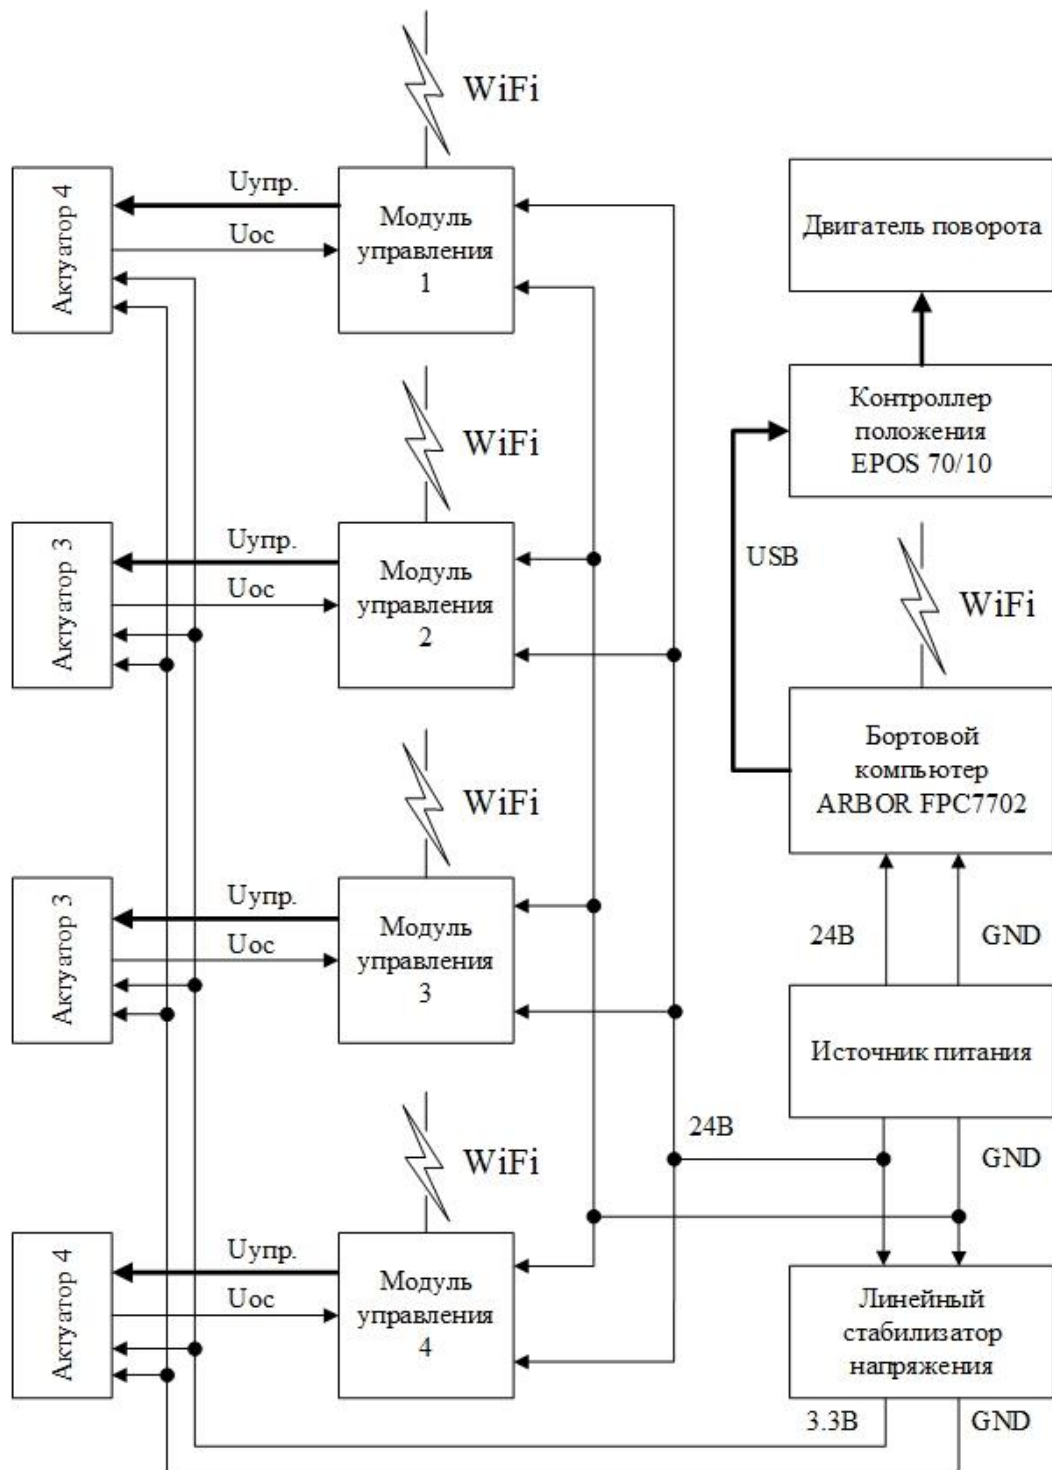 WiFi
Актуатор 4
Uупр.
Uос
Модуль
управления
1
Двигатель поворота
WiFi
Контроллер
положения
EPOS 70/10
Актуатор 3
Uупр.
Uос
Модуль
управления
2
USB
WiFi
WiFi
Бортовой
компьютер
ARBOR FPC7702
Актуатор 3
Uупр.
Uос
Модуль
управления
3
24В
GND
Источник питания
24В
GND
WiFi
Актуатор 4
Uупр.
Uос
Модуль
управления
4
Линейный
стабилизатор
напряжения
3.3В
GND